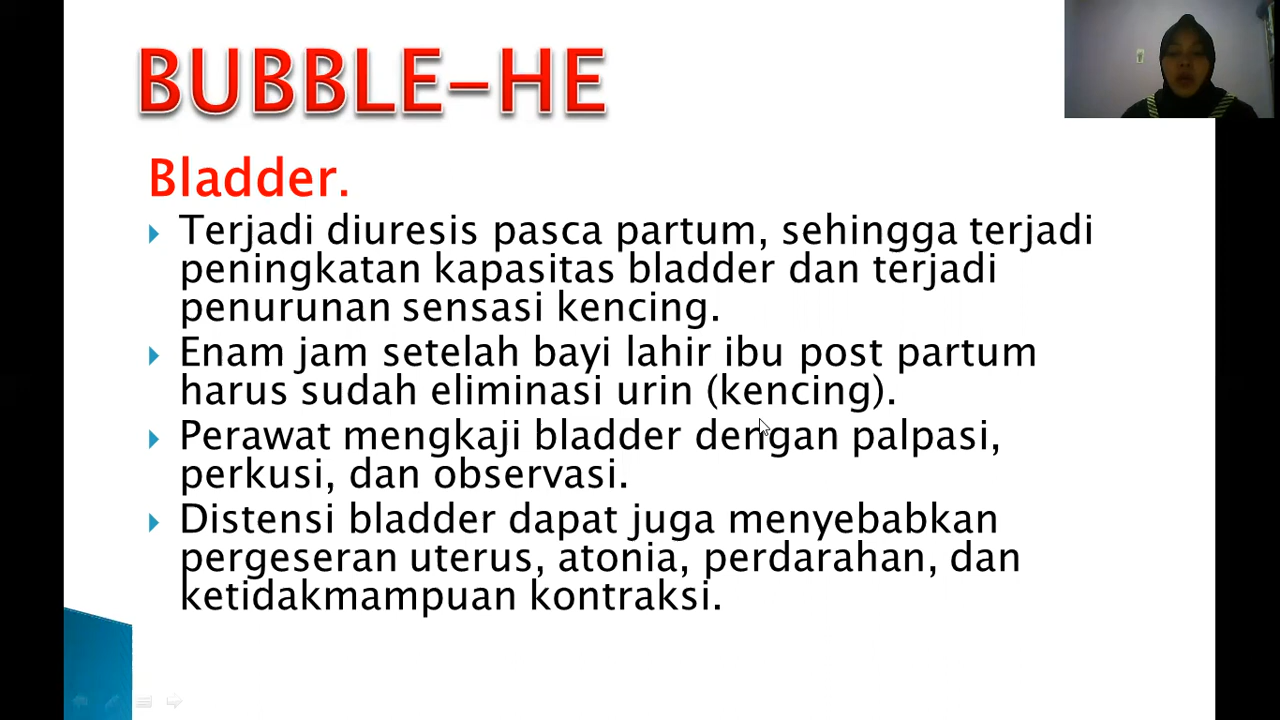 BUBBLE-HE
Bladder.
Terjadi diuresis pasca partum, sehingga terjadi
peningkatan kapasitas bladder dan terjadi
penurunan sensasi kencing.
Enam jam setelah bayi lahir ibu post partum
harus sudah eliminasi urin (kencing).
Perawat mengkaji bladder dengan palpasi,
perkusi, dan observasi.
Distensi bladder dapat juga menyebabkan
pergeseran uterus, atonia, perdarahan, dan
ketidakmampuan kontraksi.